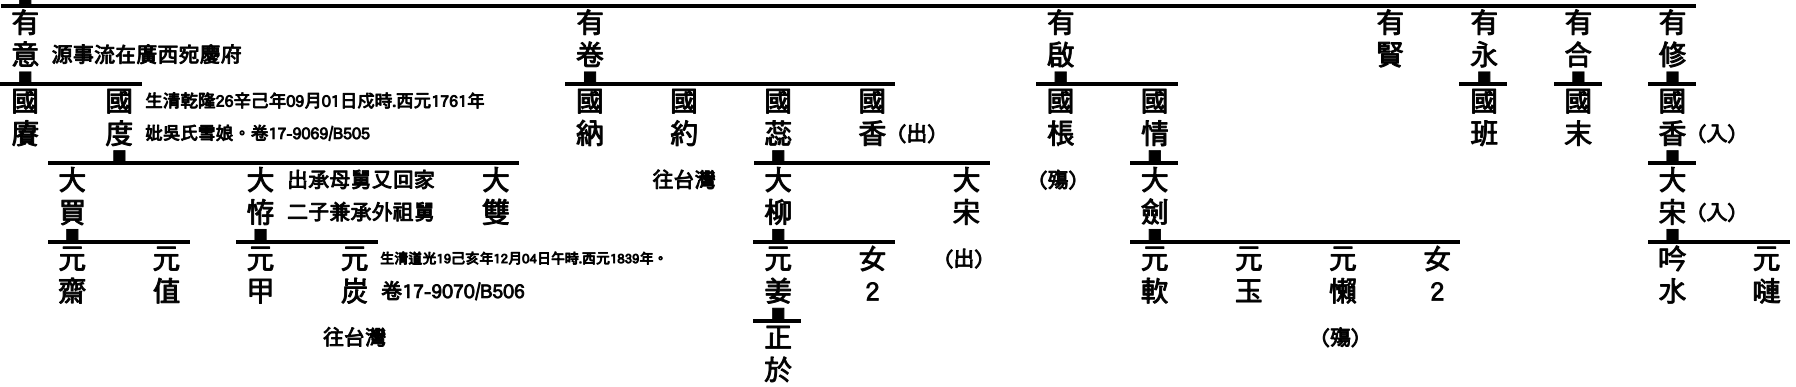 有意
源事流在廣西宛慶府
有卷
有啟
有賢
有永
有合
有修
國賡
國度
生清乾隆26辛己年09月01日戍時.西元1761年
妣吳氏雪娘。卷17-9069/B505
國納
國約
往台灣
國蕊
國香(出)
國棖
(殤)
國情
國班
國末
國香(入)
大買
大恃
出承母舅又回家
二子兼承外祖舅
大雙
大柳
大宋
(出)
大劍
大宋(入)
元齋
元值
元甲
元炭
生清道光19己亥年12月04日午時.西元1839年。
卷17-9070/B506
往台灣
元姜
女2
元軟
元玉
元懶
(殤)
女2
吟水
元嗹
正於